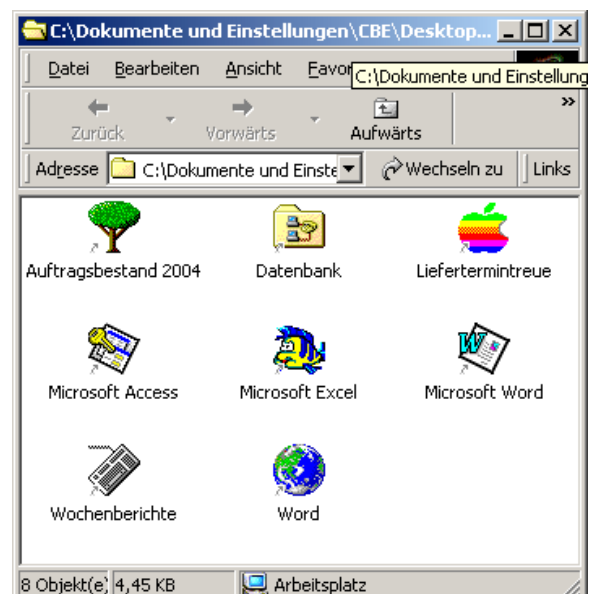 C:\Dokumente und Einstellungen\CBE\Desktop...
Datei Bearbeiten Ansicht
C:\Dokumente und Einstellung
Zurück Vorwärts Aufwärts »
Adresse C:\Dokumente und Einste Wechseln zu Links
Auftragsbestand 2004 Datenbank Liefertermintreue
Microsoft Access Microsoft Excel Microsoft Word
Wochenberichte Word
8 Objekt(e) 4,45 KB Arbeitsplatz